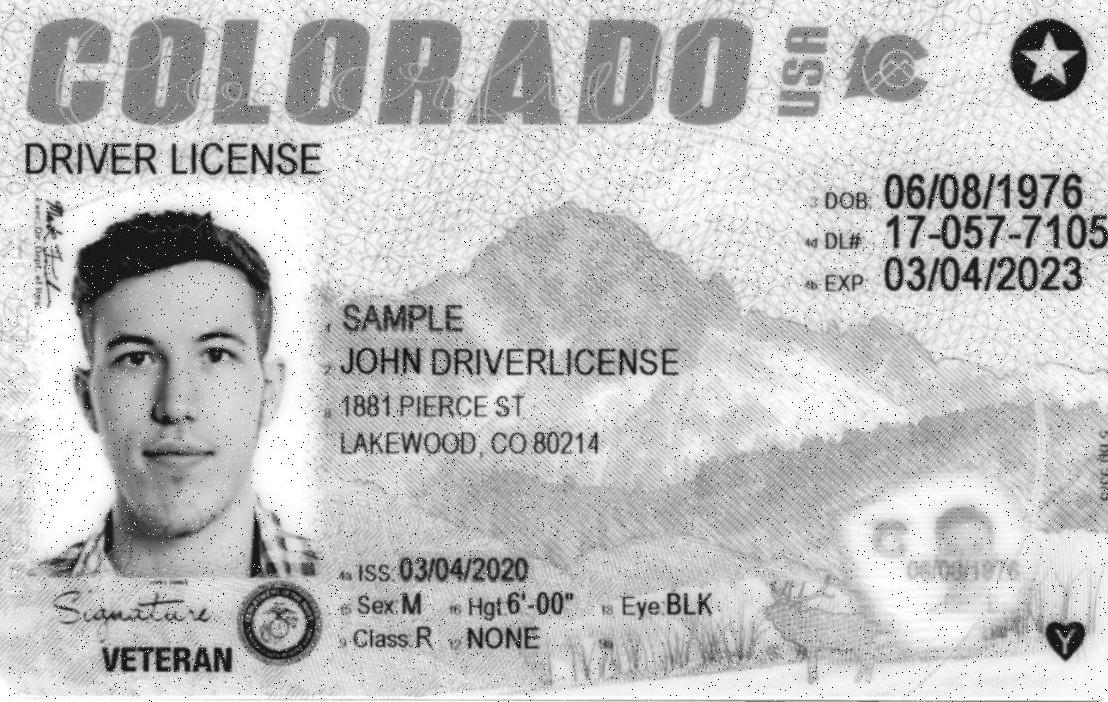 COLORADO USA C
DRIVER LICENSE
3 DOB: 06/08/1976
4d DL# 17-057-7105
4b EXP: 03/04/2023
1 SAMPLE
2 JOHN DRIVERLICENSE
8 1881 PIERCE ST
LAKEWOOD, CO 80214
06/08/1976
4a ISS: 03/04/2020
15 Sex: M 16 Hgt: 6'-00" 18 Eye: BLK
9 Class: R 12 NONE
Signature
VETERAN
Y